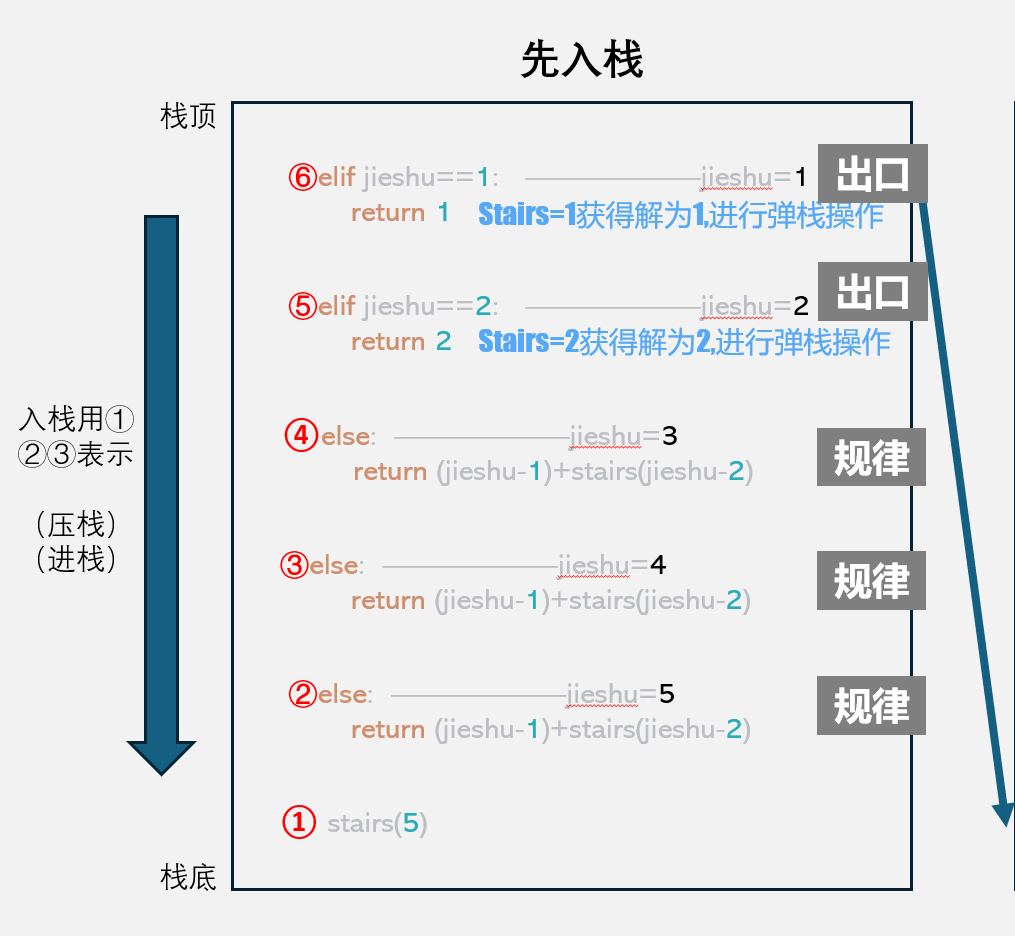 先入栈
栈顶
⑥elif jieshu==1: jieshu=1 出口
return 1 Stairs=1获得解为1,进行弹栈操作
⑤elif jieshu==2: jieshu=2 出口
return 2 Stairs=2获得解为2,进行弹栈操作
入栈用①
②③表示
（压栈）
（进栈）
④else: jieshu=3
return (jieshu-1)+stairs(jieshu-2) 规律
③else: jieshu=4
return (jieshu-1)+stairs(jieshu-2) 规律
②else: jieshu=5
return (jieshu-1)+stairs(jieshu-2) 规律
① stairs(5)
栈底